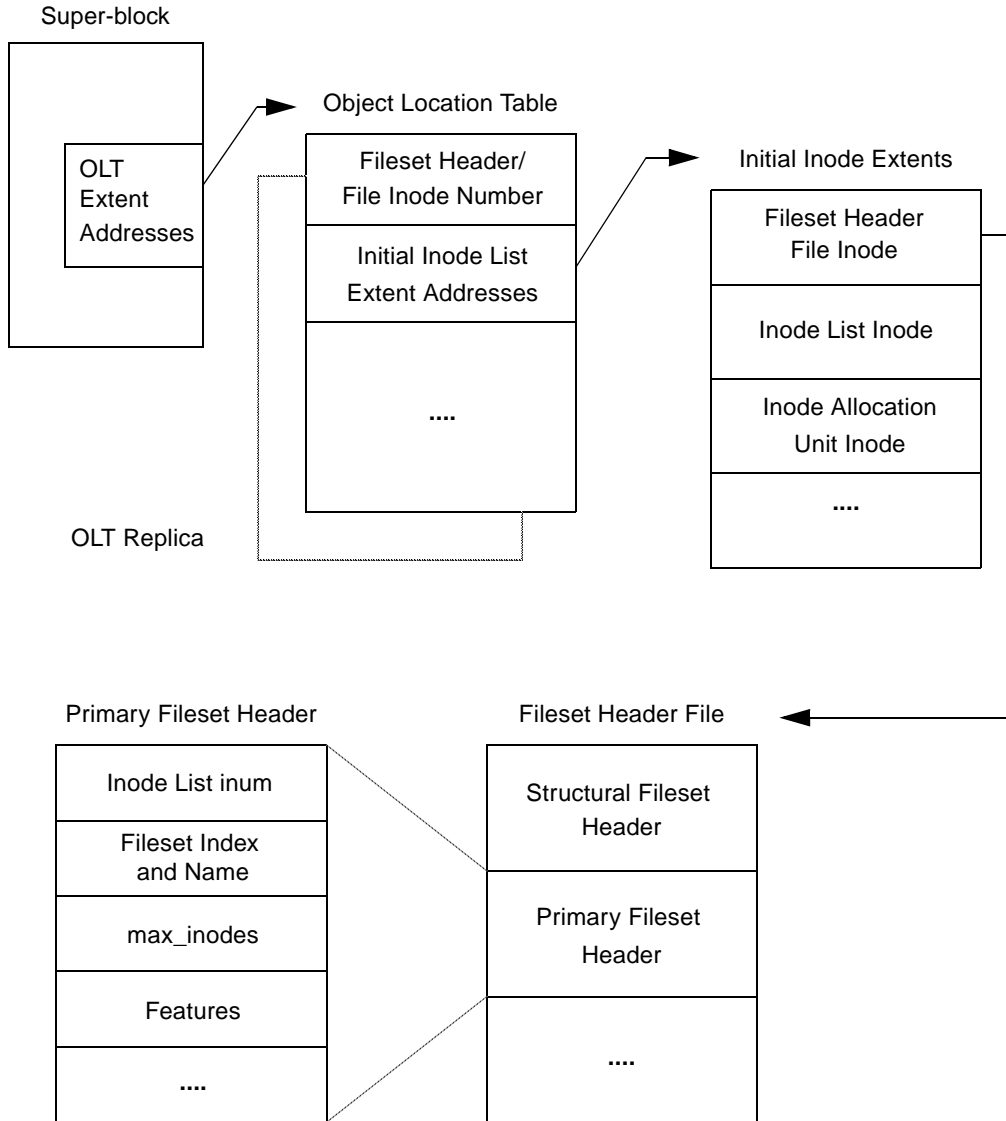 Super-block
OLT
Extent
Addresses
Object Location Table
Fileset Header/
File Inode Number
Initial Inode List
Extent Addresses
....
OLT Replica
Initial Inode Extents
Fileset Header
File Inode
Inode List Inode
Inode Allocation
Unit Inode
....
Primary Fileset Header
Inode List inum
Fileset Index
and Name
max_inodes
Features
....
Fileset Header File
Structural Fileset
Header
Primary Fileset
Header
....